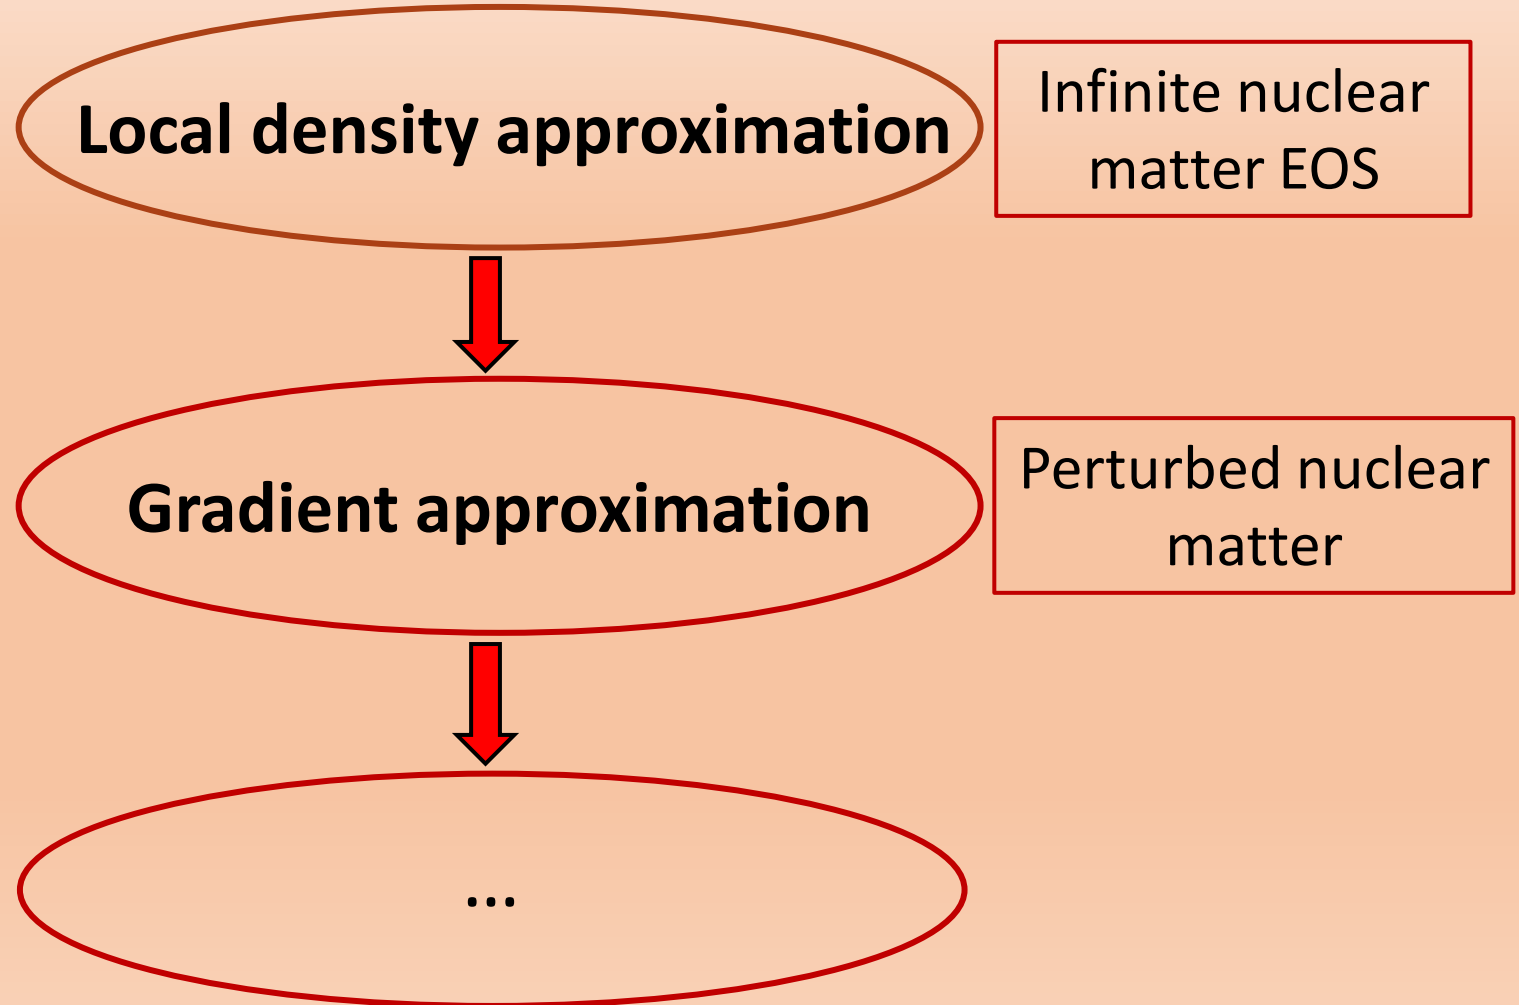 Local density approximation
Infinite nuclear
matter EOS
Gradient approximation
Perturbed nuclear
matter
...